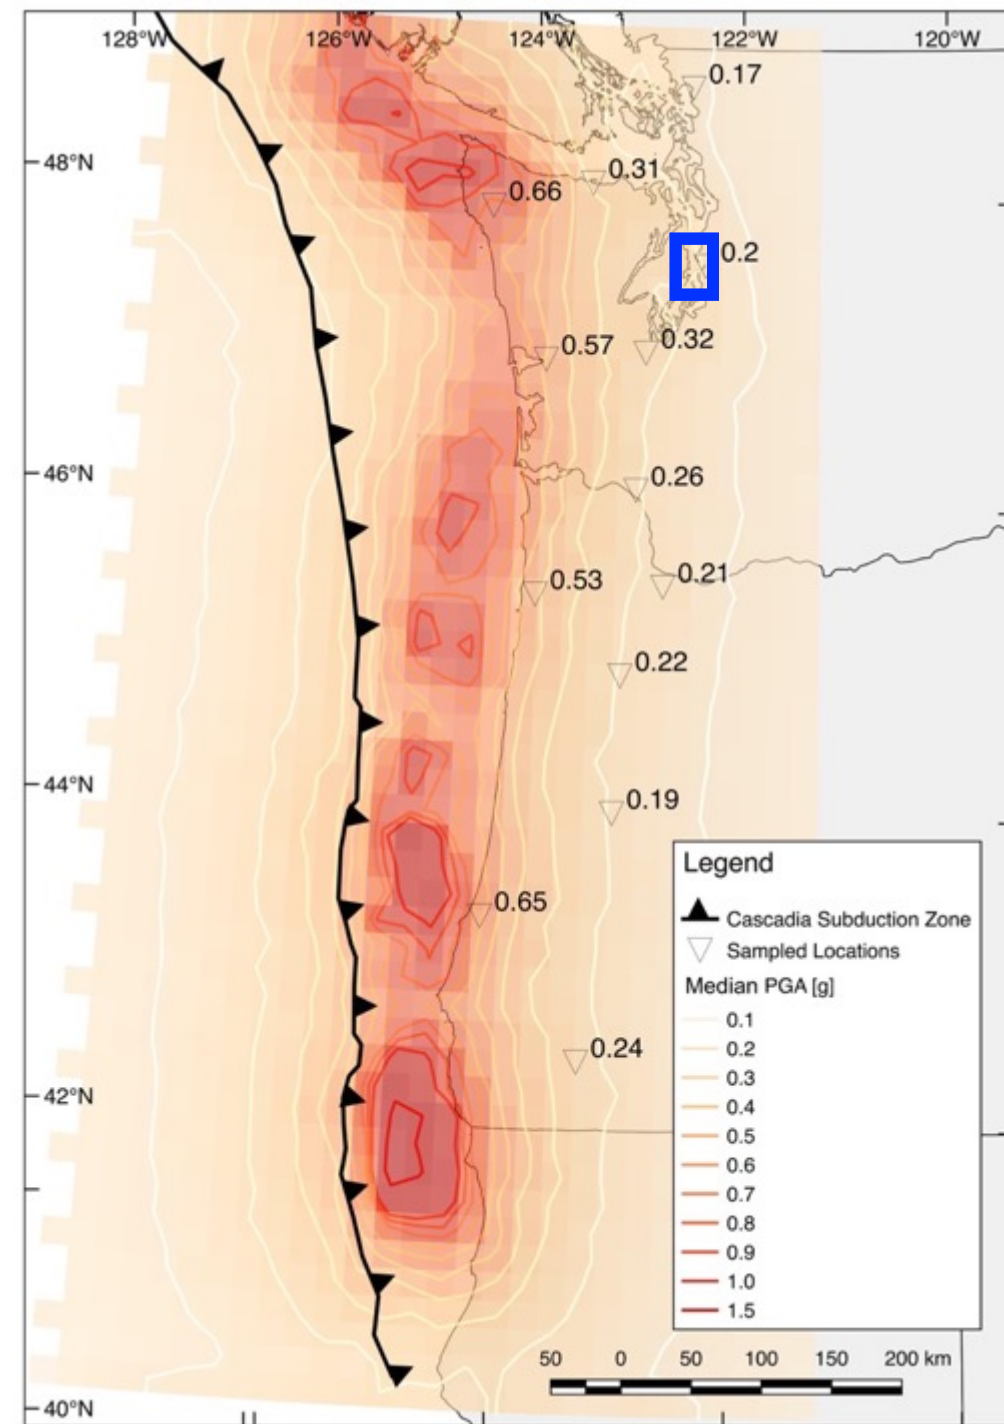 128°W 126°W 124°W 122°W 120°W
0.17
48°N
0.31
0.66
0.2
0.32
0.57
46°N
0.26
0.53
0.21
0.22
44°N
0.19
Legend
0.65
Cascadia Subduction Zone
Sampled Locations
Median PGA [g]
0.1
0.2
0.24
0.3
42°N
0.4
0.5
0.6
0.7
0.8
0.9
1.0
1.5
50 0 50 100 150 200 km
40°N